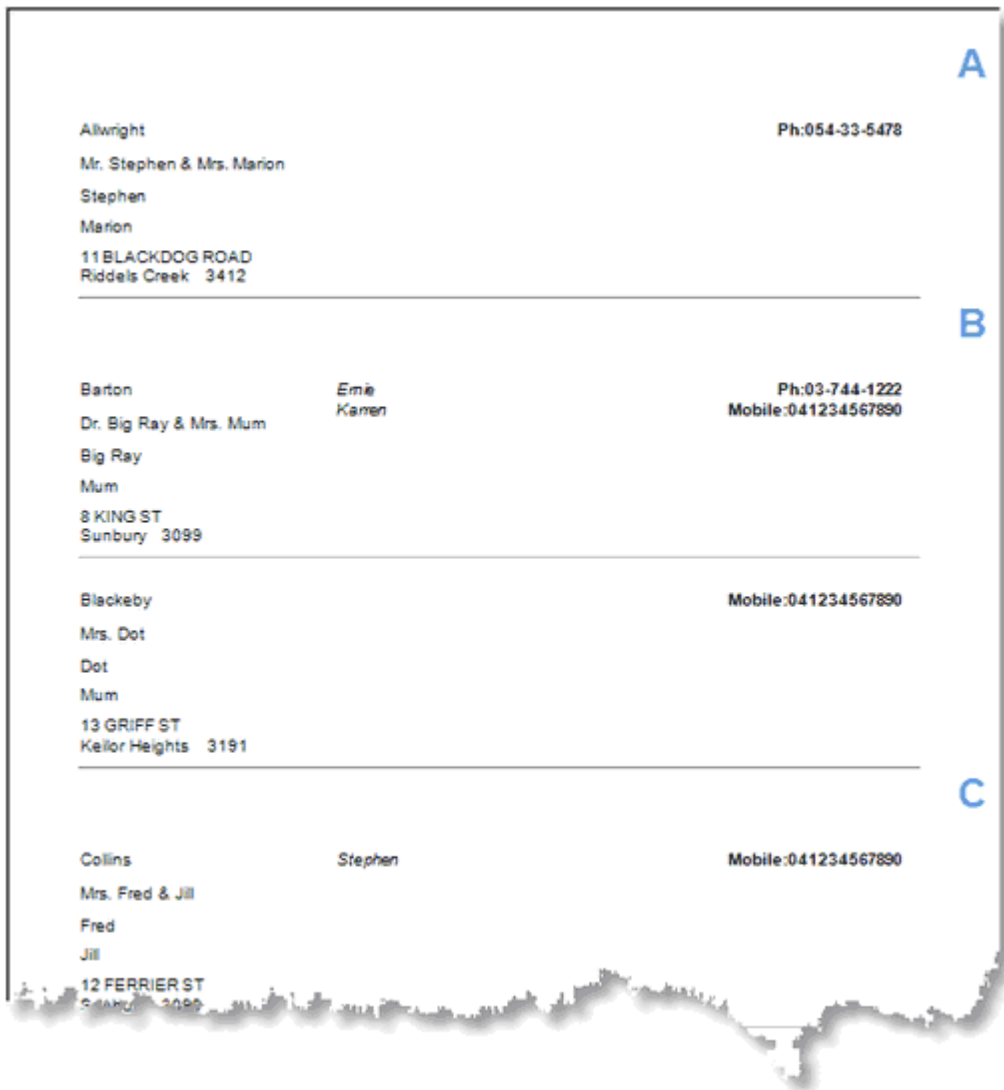 A
Allwright Ph:054-33-5478
Mr. Stephen & Mrs. Marion
Stephen
Marion
11 BLACKDOG ROAD
Riddels Creek 3412
B
Barton Ernie Ph:03-744-1222
Karren Mobile:041234567890
Dr. Big Ray & Mrs. Mum
Big Ray
Mum
8 KING ST
Sunbury 3099
Blackeby Mobile:041234567890
Mrs. Dot
Dot
Mum
13 GRIFF ST
Keilor Heights 3191
C
Collins Stephen Mobile:041234567890
Mrs. Fred & Jill
Fred
Jill
12 FERRIER ST